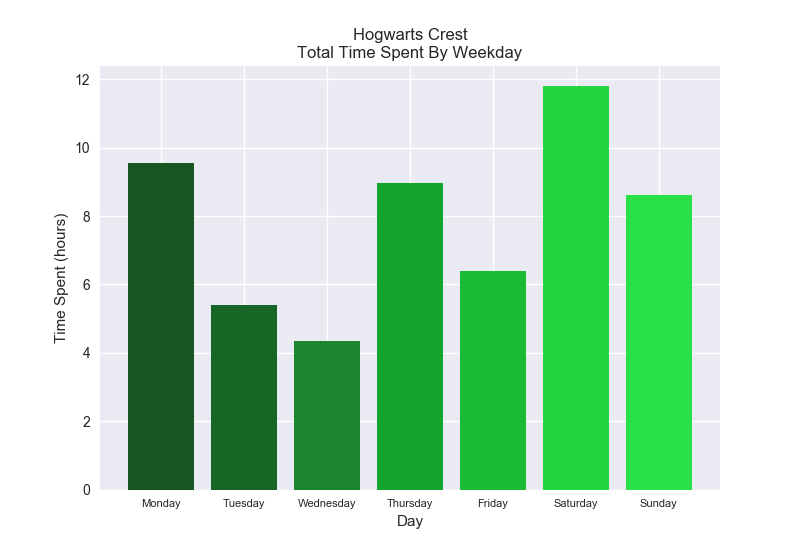 Hogwarts Crest
Total Time Spent By Weekday
Time Spent (hours)
12
10
8
6
4
2
0
Monday Tuesday Wednesday Thursday Friday Saturday Sunday
Day